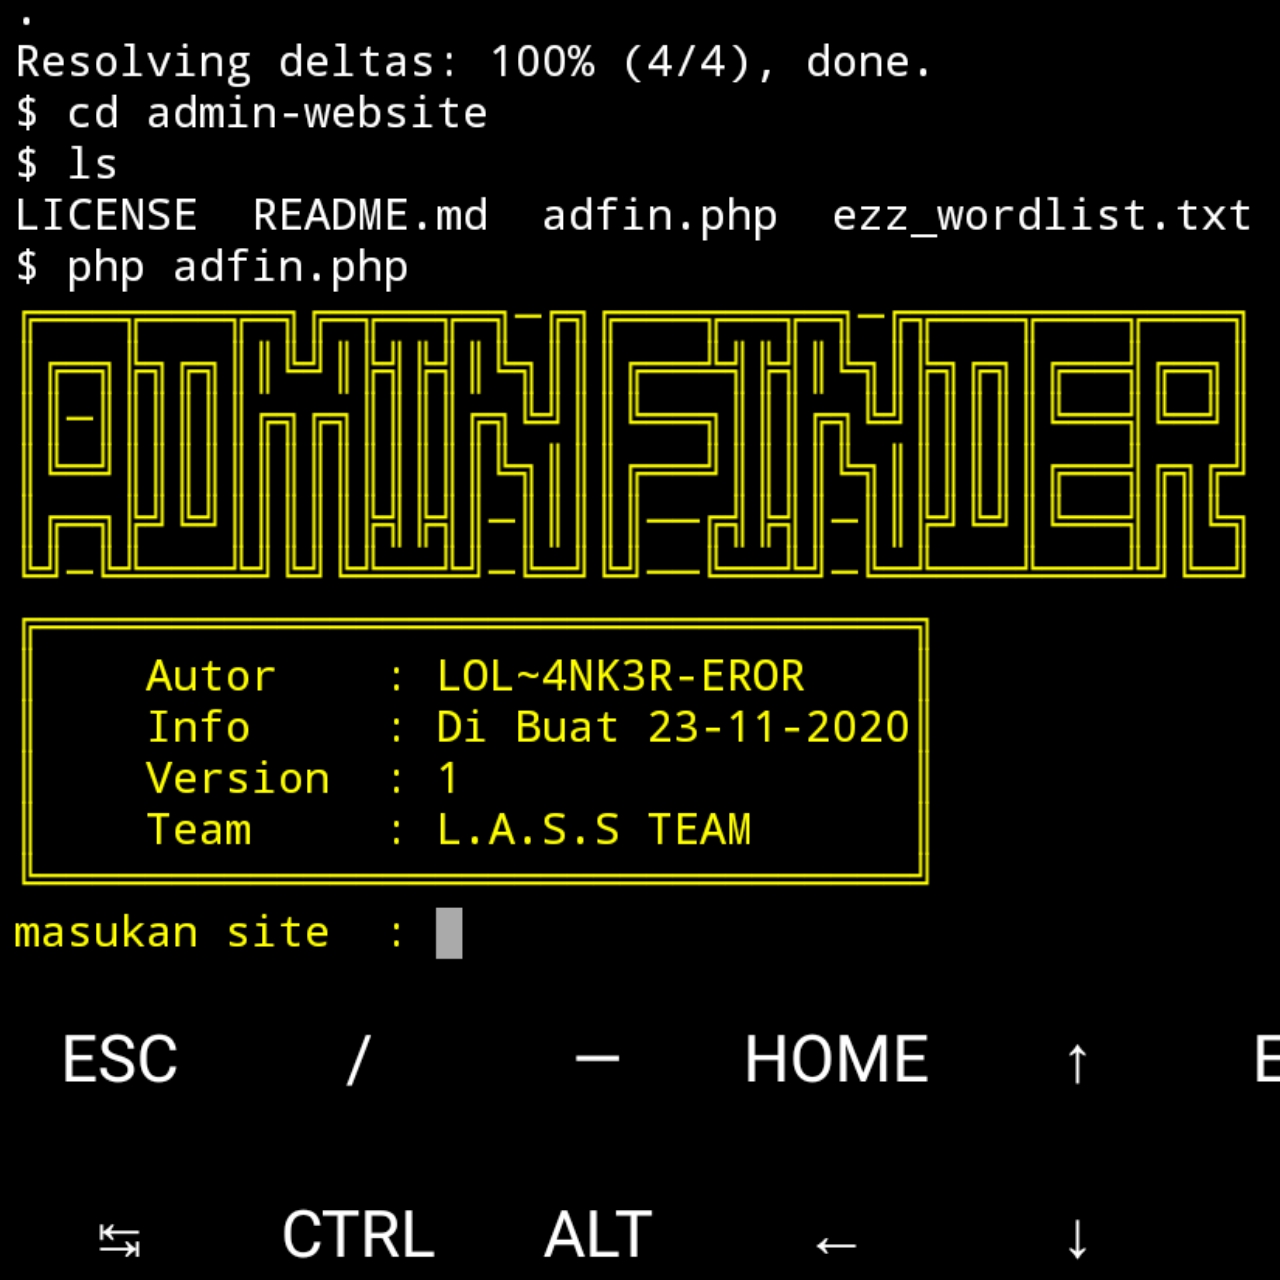 .
Resolving deltas: 100% (4/4), done.
$ cd admin-website
$ ls
LICENSE  README.md  adfin.php  ezz_wordlist.txt
$ php adfin.php
ADMIN FINDER
Autor : LOL~4NK3R-EROR
Info : Di Buat 23-11-2020
Version : 1
Team : L.A.S.S TEAM
masukan site :
ESC / — HOME ↑
↹ CTRL ALT ← ↓